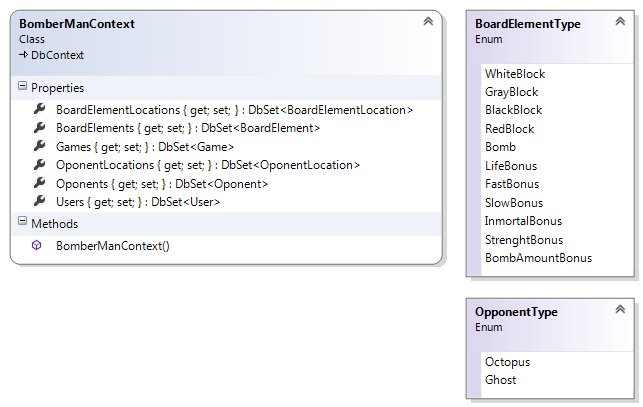 BomberManContext
Class
DbContext
Properties
BoardElementLocations { get; set; } : DbSet<BoardElementLocation>
BoardElements { get; set; } : DbSet<BoardElement>
Games { get; set; } : DbSet<Game>
OponentLocations { get; set; } : DbSet<OponentLocation>
Oponents { get; set; } : DbSet<Oponent>
Users { get; set; } : DbSet<User>
Methods
BomberManContext()
BoardElementType
Enum
WhiteBlock
GrayBlock
BlackBlock
RedBlock
Bomb
LifeBonus
FastBonus
SlowBonus
InmortalBonus
StrenghtBonus
BombAmountBonus
OpponentType
Enum
Octopus
Ghost